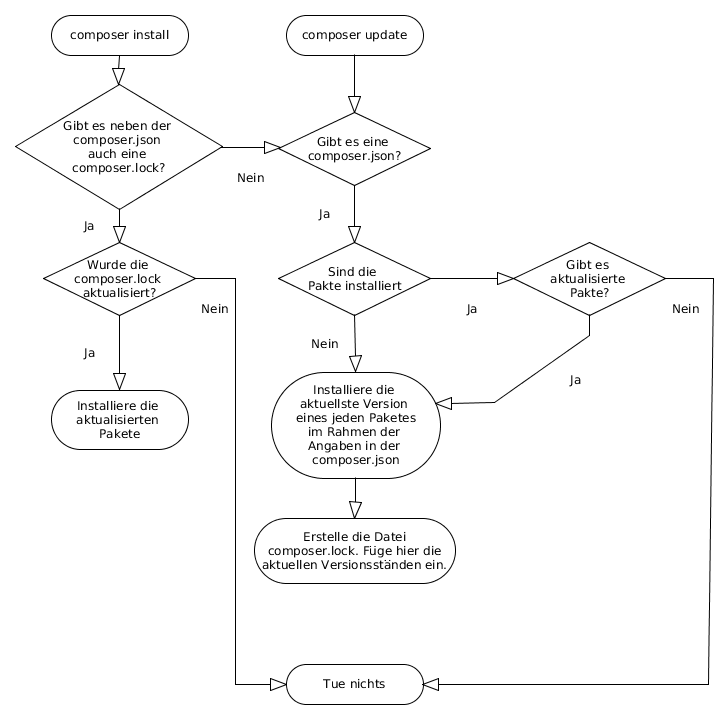 composer install
composer update
Gibt es neben der
composer.json
auch eine
composer.lock?
Nein
Gibt es eine
composer.json?
Ja
Ja
Wurde die
composer.lock
aktualisiert?
Nein
Sind die
Pakte installiert
Ja
Gibt es
aktualisierte
Pakte?
Nein
Ja
Nein
Ja
Installiere die
aktualisierten
Pakete
Installiere die
aktuellste Version
eines jeden Paketes
im Rahmen der
Angaben in der
composer.json
Erstelle die Datei
composer.lock. Füge hier die
aktuellen Versionsständen ein.
Tue nichts